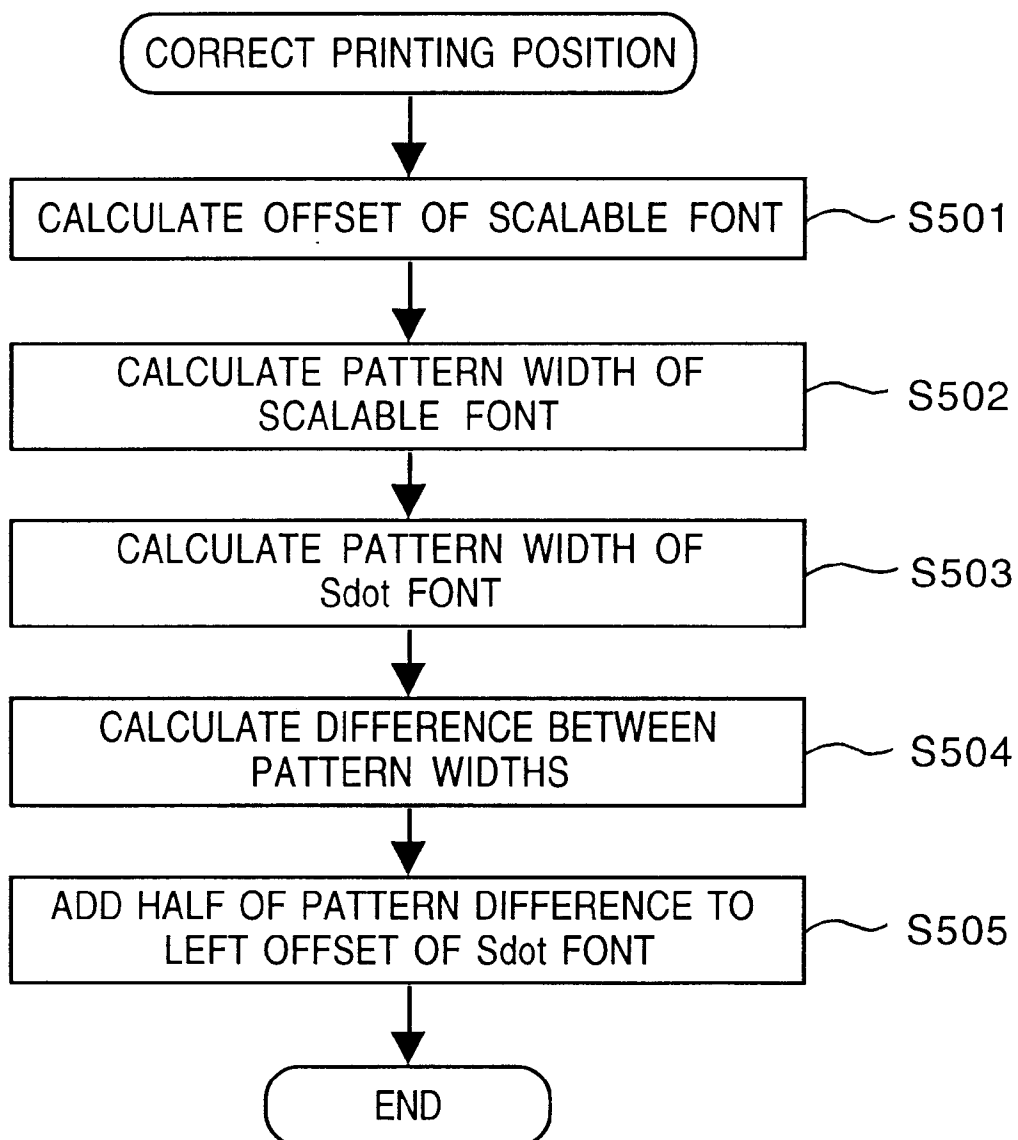 CORRECT PRINTING POSITION
CALCULATE OFFSET OF SCALABLE FONT
S501
CALCULATE PATTERN WIDTH OF
SCALABLE FONT
S502
CALCULATE PATTERN WIDTH OF
Sdot FONT
S503
CALCULATE DIFFERENCE BETWEEN
PATTERN WIDTHS
S504
ADD HALF OF PATTERN DIFFERENCE TO
LEFT OFFSET OF Sdot FONT
S505
END